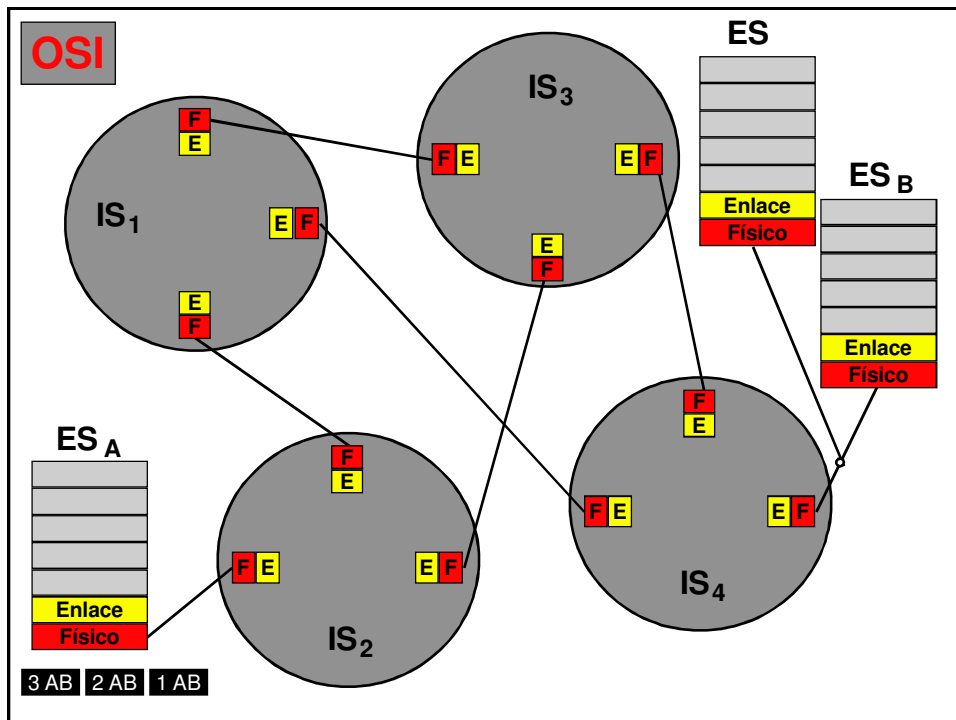 OSI
ES
IS3
F
E
F E
E F
IS1
E F
ES B
Enlace
Físico
E
F
E
F
Enlace
Físico
F
E
ES A
F
E
F E
E F
F E
E F
IS4
Enlace
Físico
IS2
3 AB 2 AB 1 AB